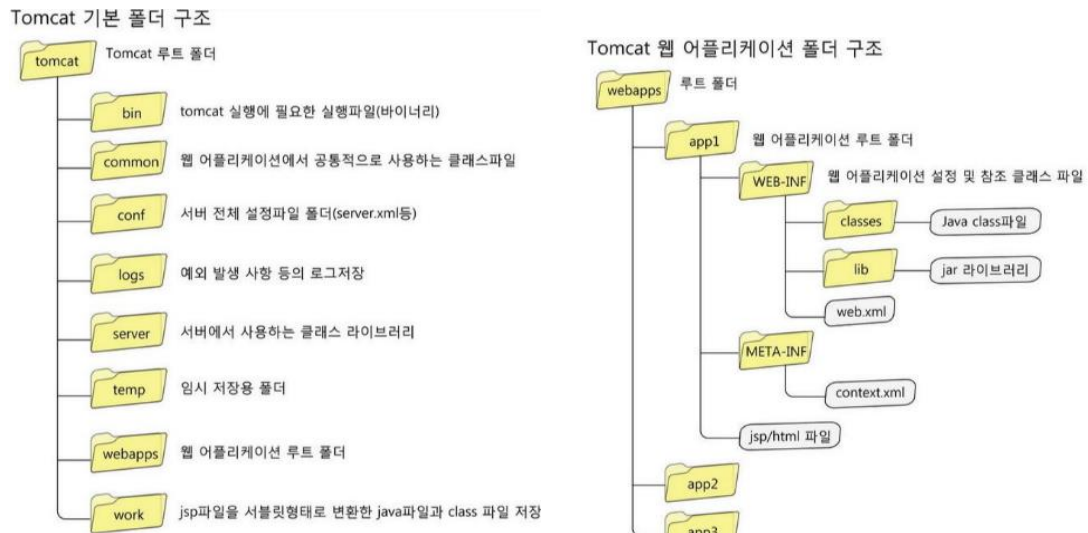 Tomcat 기본 폴더 구조
tomcat
Tomcat 루트 폴더
bin
tomcat 실행에 필요한 실행파일(바이너리)
common
웹 어플리케이션에서 공통적으로 사용하는 클래스파일
conf
서버 전체 설정파일 폴더(server.xml등)
logs
예외 발생 사항 등의 로그저장
server
서버에서 사용하는 클래스 라이브러리
temp
임시 저장용 폴더
webapps
웹 어플리케이션 루트 폴더
work
jsp파일을 서블릿형태로 변환한 java파일과 class 파일 저장
Tomcat 웹 어플리케이션 폴더 구조
webapps
루트 폴더
app1
웹 어플리케이션 루트 폴더
WEB-INF
웹 어플리케이션 설정 및 참조 클래스 파일
classes
Java class파일
lib
jar 라이브러리
web.xml
META-INF
context.xml
jsp/html 파일
app2
app3